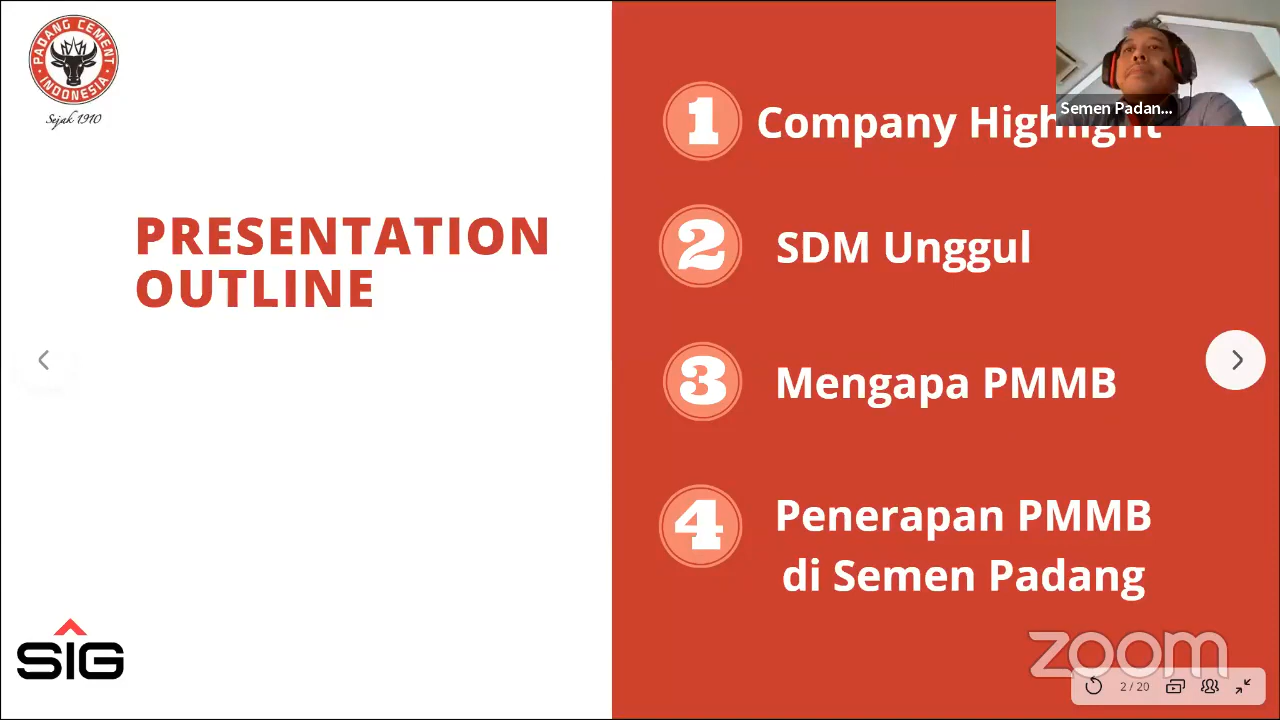 PADANG CEMENT
INDONESIA
Sejak 1910
PRESENTATION
OUTLINE
1 Company Highlight
2 SDM Unggul
3 Mengapa PMMB
4 Penerapan PMMB
di Semen Padang
Semen Padan...
SIG
zoom
2 / 20